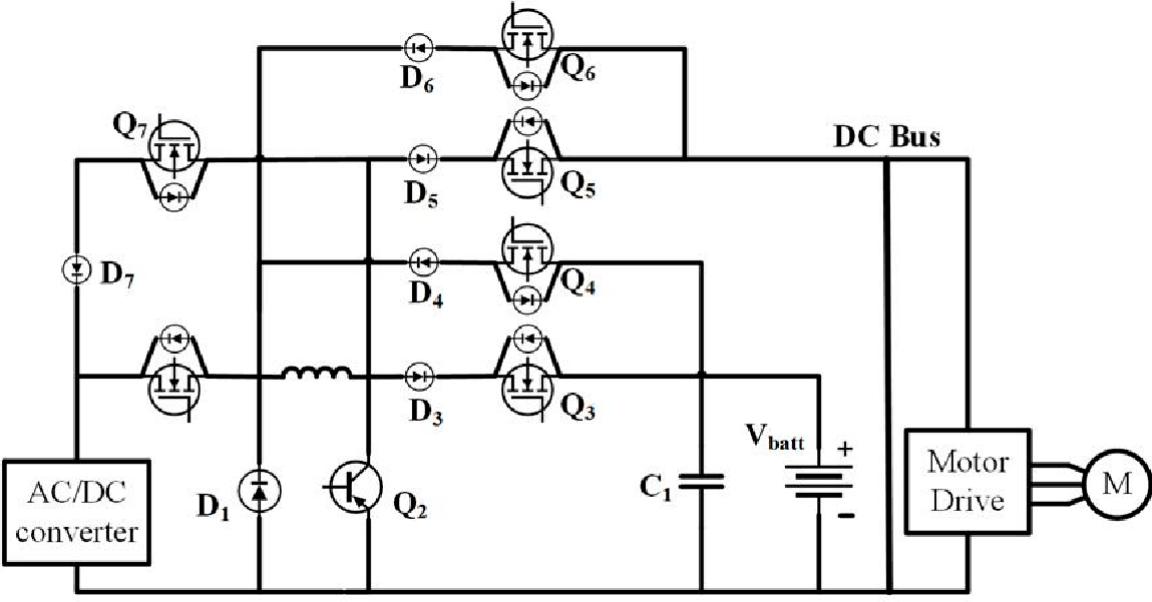 D₆
Q₆
Q₇
DC Bus
D₅
Q₅
D₇
D₄
Q₄
D₃
Q₃
V_batt
+
AC/DC
converter
D₁
Q₂
C₁
-
Motor
Drive
M